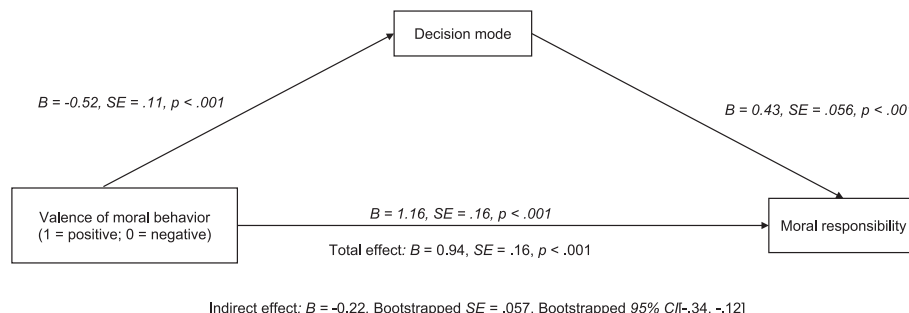 Decision mode
B = -0.52, SE = .11, p < .001
B = 0.43, SE = .056, p < .00
Valence of moral behavior
(1 = positive; 0 = negative)
B = 1.16, SE = .16, p < .001
Moral responsibility
Total effect: B = 0.94, SE = .16, p < .001
Indirect effect: B = -0.22, Bootstrapped SE = .057, Bootstrapped 95% CI[-.34, -.12]